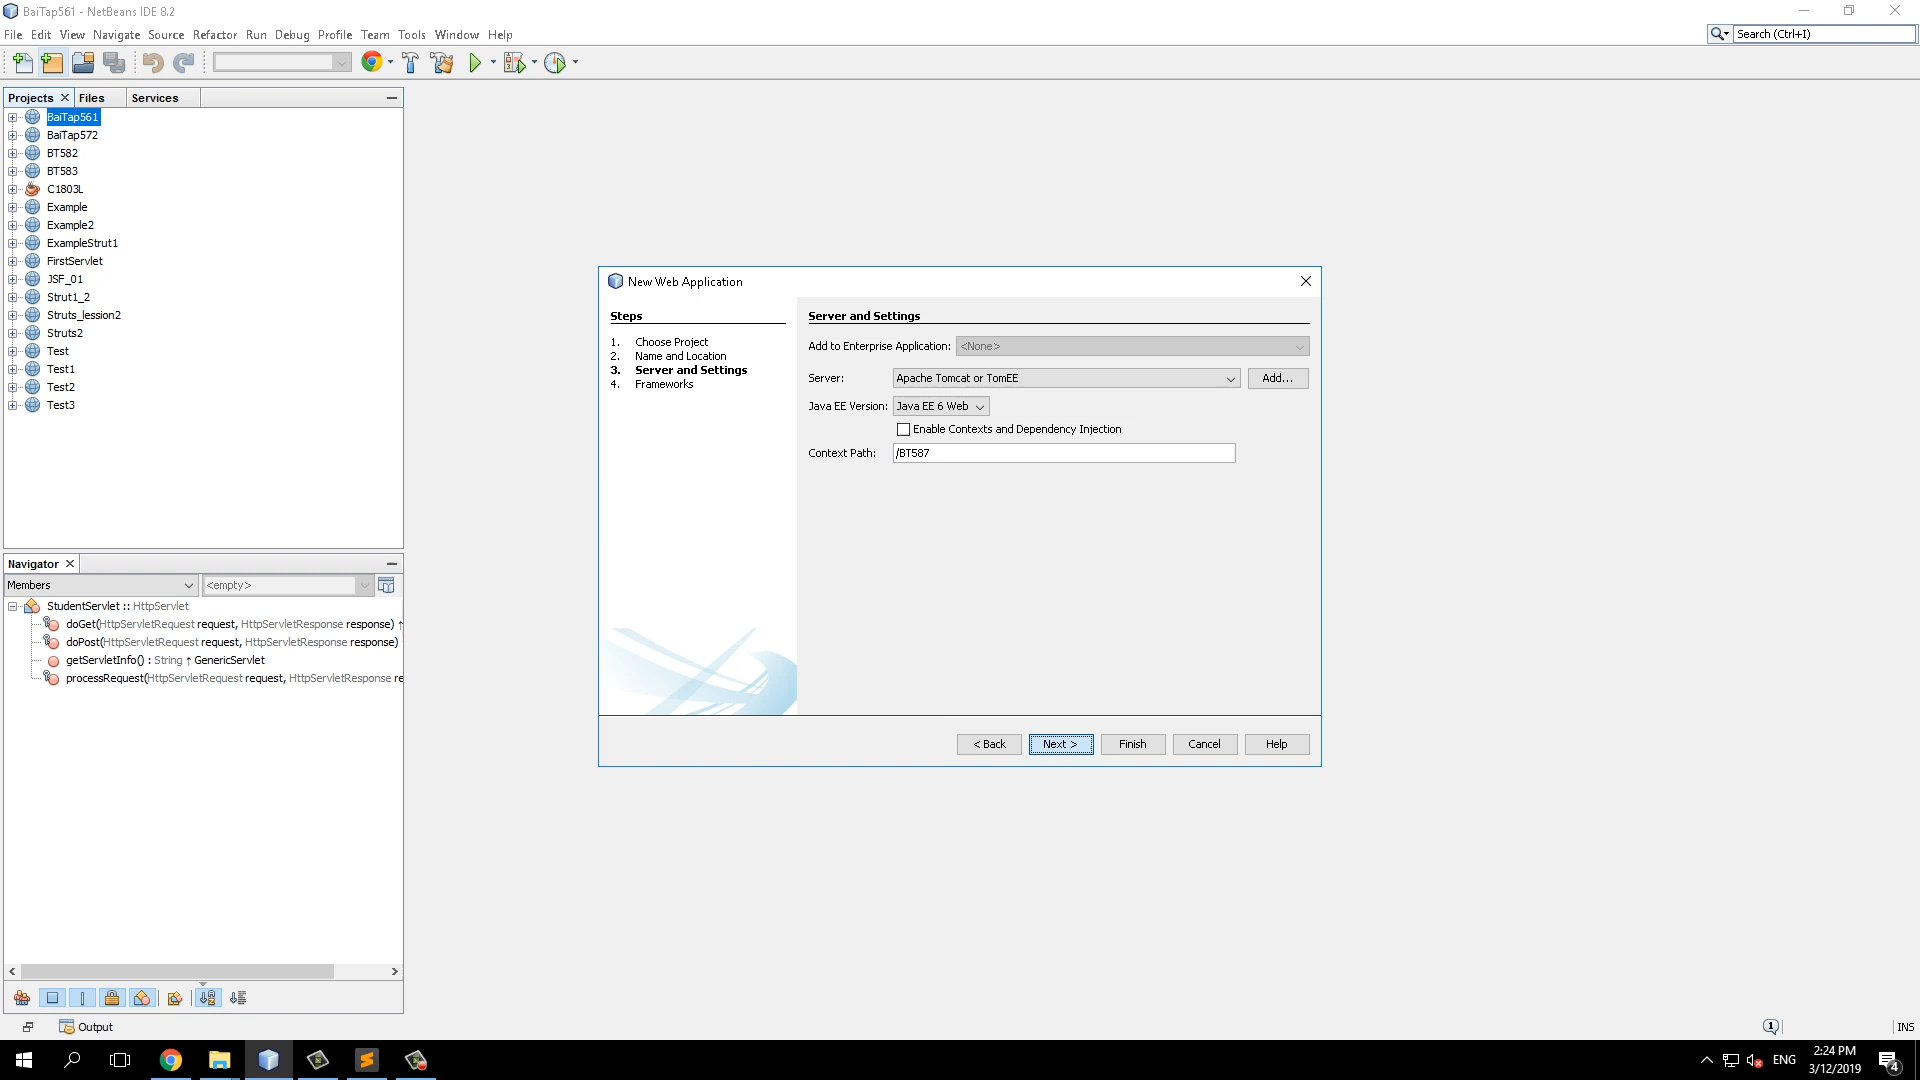 BaiTap561 - NetBeans IDE 8.2
File Edit View Navigate Source Refactor Run Debug Profile Team Tools Window Help
Search (Ctrl+I)
Projects Files Services
BaiTap561
BaiTap572
BT582
BT583
C1803L
Example
Example2
ExampleStrut1
FirstServlet
JSF_01
Strut1_2
Struts_lession2
Struts2
Test
Test1
Test2
Test3
Navigator
Members <empty>
StudentServlet :: HttpServlet
doGet(HttpServletRequest request, HttpServletResponse response)
doPost(HttpServletRequest request, HttpServletResponse response)
getServletInfo() : String ↑ GenericServlet
processRequest(HttpServletRequest request, HttpServletResponse re
Output
New Web Application
Steps
1. Choose Project
2. Name and Location
3. Server and Settings
4. Frameworks
Server and Settings
Add to Enterprise Application: <None>
Server: Apache Tomcat or TomEE Add...
Java EE Version: Java EE 6 Web
Enable Contexts and Dependency Injection
Context Path: /BT587
< Back Next > Finish Cancel Help
1 INS
ENG
2:24 PM
3/12/2019
4